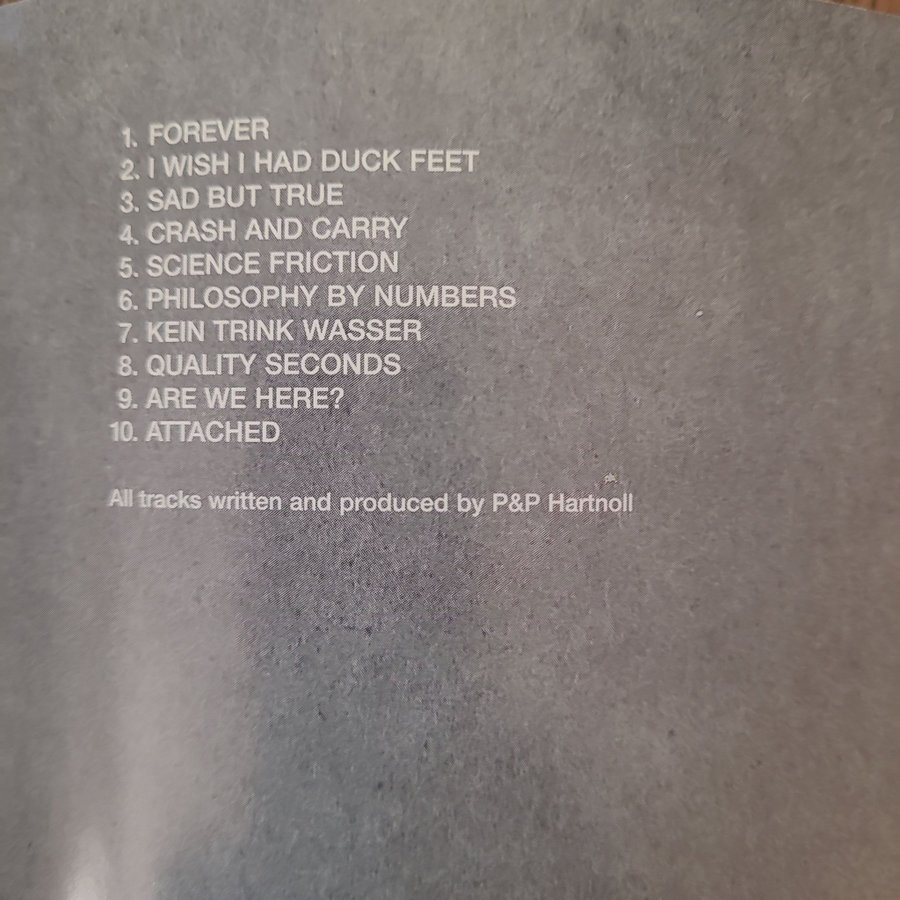 1. FOREVER
2. I WISH I HAD DUCK FEET
3. SAD BUT TRUE
4. CRASH AND CARRY
5. SCIENCE FRICTION
6. PHILOSOPHY BY NUMBERS
7. KEIN TRINK WASSER
8. QUALITY SECONDS
9. ARE WE HERE?
10. ATTACHED
All tracks written and produced by P&P Hartnoll